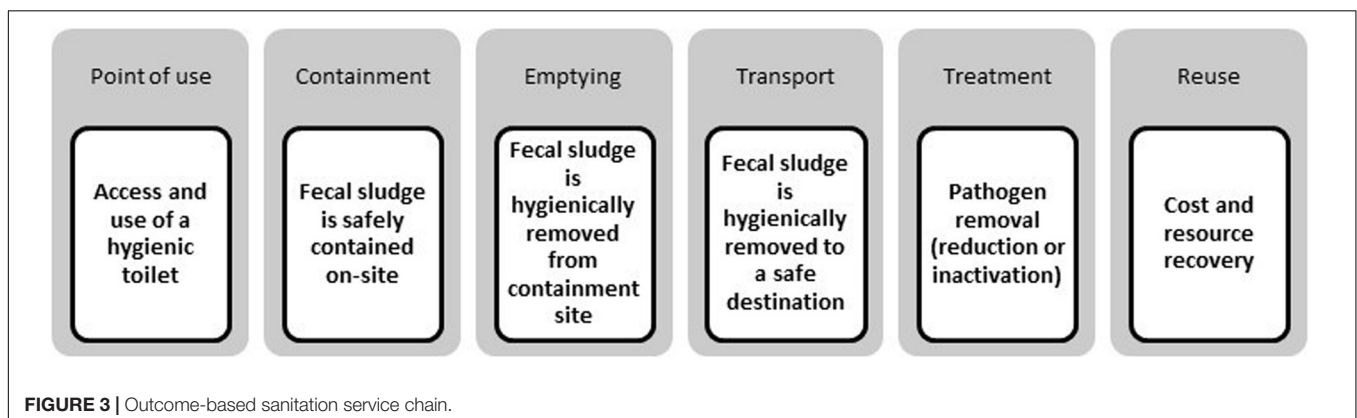 Point of use
Access and
use of a
hygienic
toilet
Containment
Fecal sludge
is safely
contained
on-site
Emptying
Fecal sludge
is
hygienically
removed
from
containment
site
Transport
Fecal sludge
is
hygienically
removed to
a safe
destination
Treatment
Pathogen
removal
(reduction or
inactivation)
Reuse
Cost and
resource
recovery
FIGURE 3 | Outcome-based sanitation service chain.